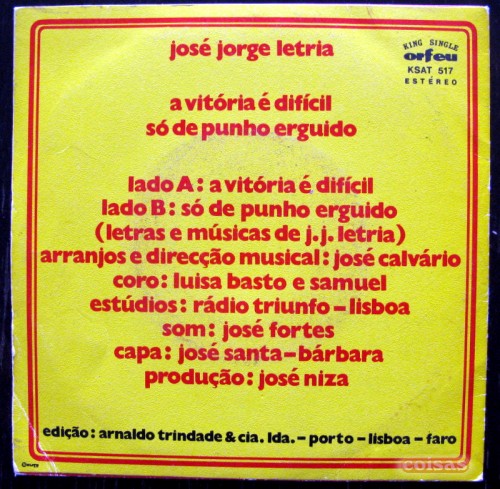 KING SINGLE
orfeu
KSAT 517
ESTÉREO
josé jorge letria
a vitória é difícil
só de punho erguido
lado A: a vitória é difícil
lado B: só de punho erguido
(letras e músicas de j.j. letria)
arranjos e direcção musical: josé calvário
coro: luisa basto e samuel
estúdios: rádio triunfo – lisboa
som: josé fortes
capa: josé santa – bárbara
produção: josé niza
edição: arnaldo trindade & cia. lda. – porto – lisboa – faro
coisas